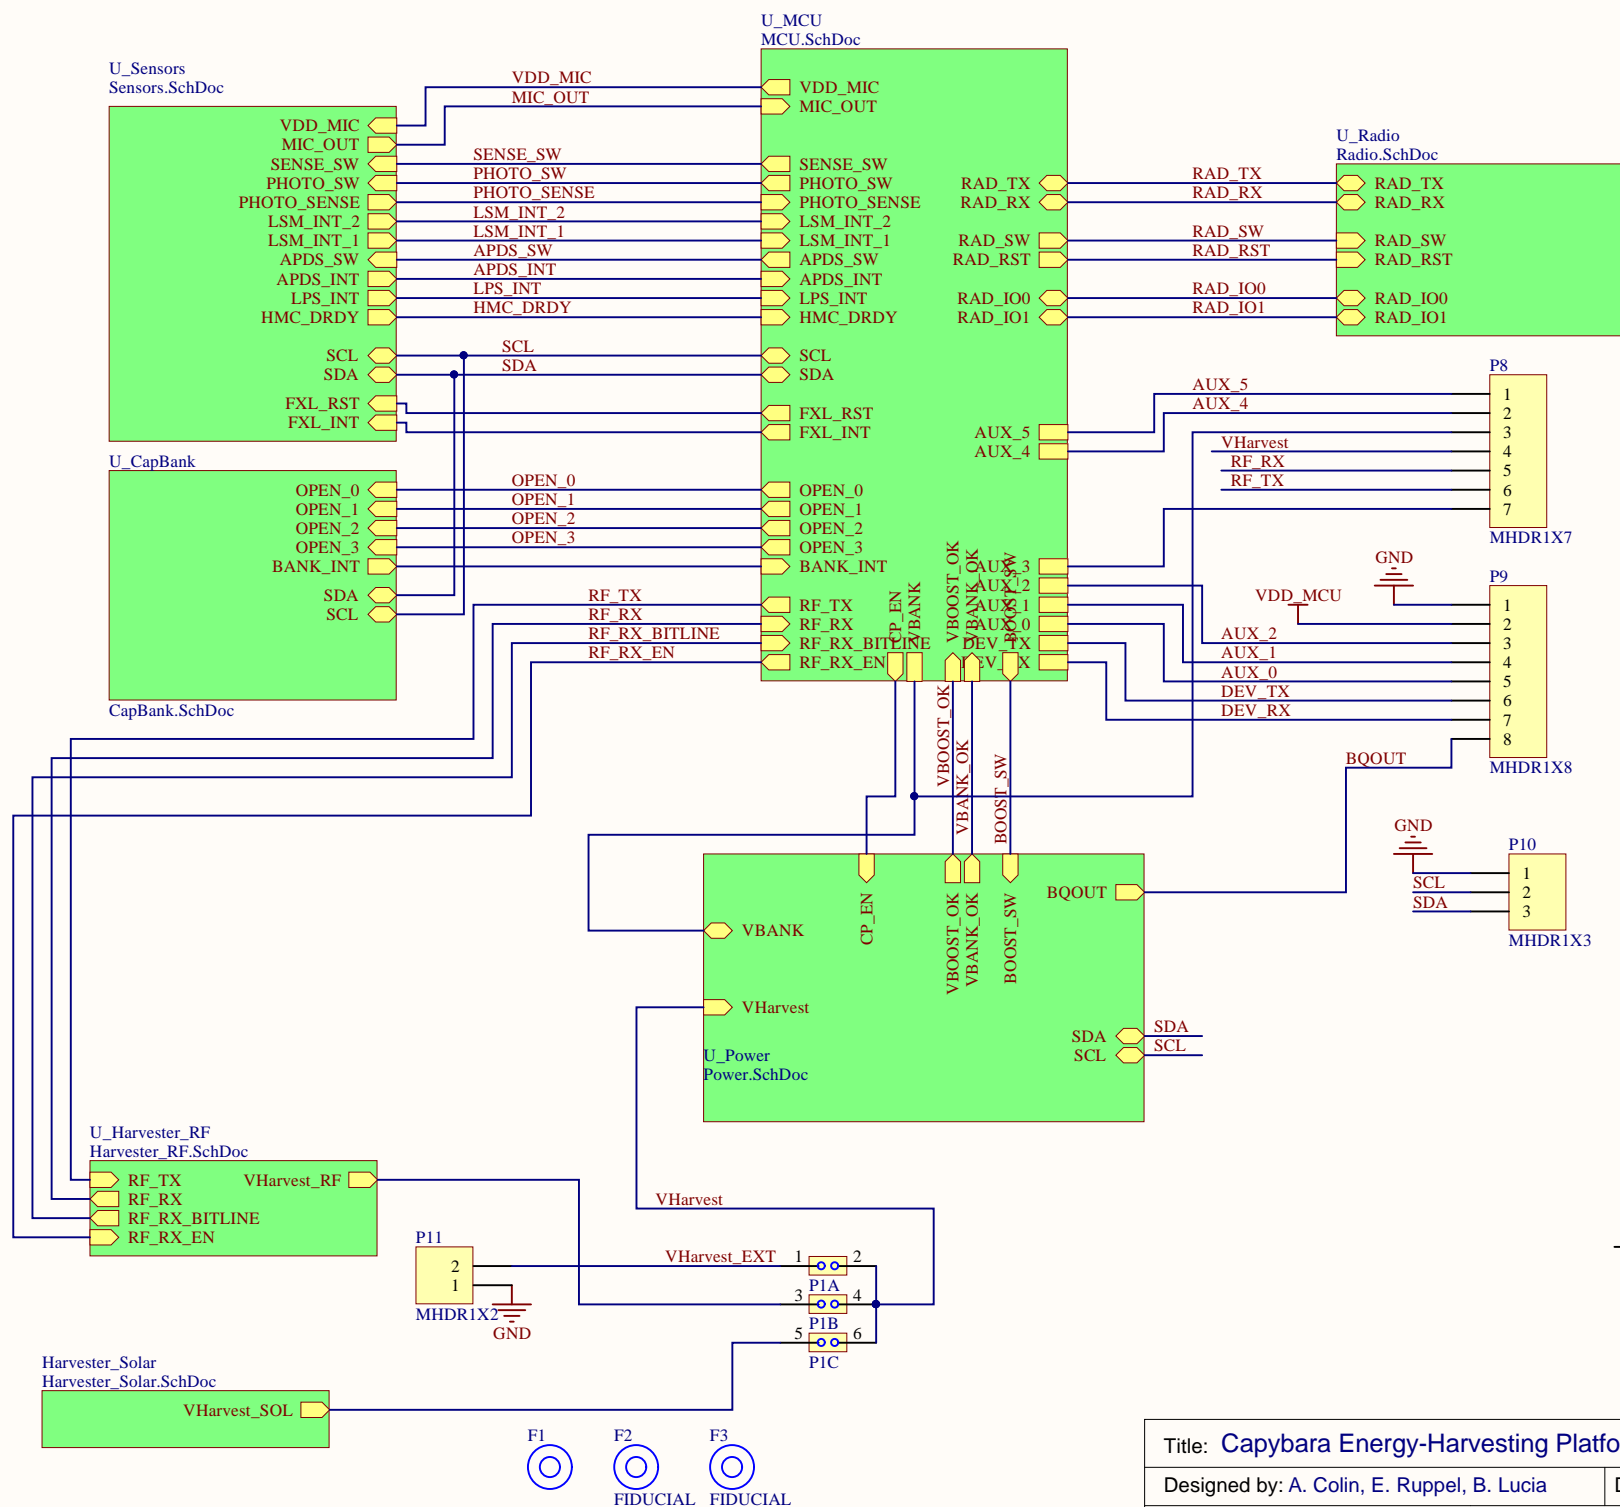 U_MCU
MCU.SchDoc
VDD_MIC
MIC_OUT
SENSE_SW
PHOTO_SW
PHOTO_SENSE
LSM_INT_2
LSM_INT_1
APDS_SW
APDS_INT
LPS_INT
HMC_DRDY
SCL
SDA
FXL_RST
FXL_INT
OPEN_0
OPEN_1
OPEN_2
OPEN_3
BANK_INT
RF_TX
RF_RX
RF_RX_BITLINE
RF_RX_EN
RAD_TX
RAD_RX
RAD_SW
RAD_RST
RAD_IO0
RAD_IO1
AUX_5
AUX_4
AUX_3
AUX_2
AUX_1
AUX_0
DEV_TX
DEV_RX
CP_EN
VBANK
VBOOST_OK
VBANK_OK
BOOST_SW
U_Sensors
Sensors.SchDoc
VDD_MIC
MIC_OUT
SENSE_SW
PHOTO_SW
PHOTO_SENSE
LSM_INT_2
LSM_INT_1
APDS_SW
APDS_INT
LPS_INT
HMC_DRDY
SCL
SDA
FXL_RST
FXL_INT
VDD_MIC
MIC_OUT
SENSE_SW
PHOTO_SW
PHOTO_SENSE
LSM_INT_2
LSM_INT_1
APDS_SW
APDS_INT
LPS_INT
HMC_DRDY
SCL
SDA
U_CapBank
OPEN_0
OPEN_1
OPEN_2
OPEN_3
BANK_INT
SDA
SCL
CapBank.SchDoc
OPEN_0
OPEN_1
OPEN_2
OPEN_3
RF_TX
RF_RX
RF_RX_BITLINE
RF_RX_EN
U_Radio
Radio.SchDoc
RAD_TX
RAD_RX
RAD_SW
RAD_RST
RAD_IO0
RAD_IO1
RAD_TX
RAD_RX
RAD_SW
RAD_RST
RAD_IO0
RAD_IO1
P8
AUX_5
AUX_4
VHarvest
RF_RX
RF_TX
1
2
3
4
5
6
7
MHDR1X7
GND
VDD_MCU
P9
AUX_2
AUX_1
AUX_0
DEV_TX
DEV_RX
BQOUT
1
2
3
4
5
6
7
8
MHDR1X8
GND
P10
SCL
SDA
1
2
3
MHDR1X3
VBOOST_OK
VBANK_OK
BOOST_SW
CP_EN
VBOOST_OK
VBANK_OK
BOOST_SW
BQOUT
VBANK
VHarvest
SDA
SCL
SDA
SCL
U_Power
Power.SchDoc
U_Harvester_RF
Harvester_RF.SchDoc
RF_TX
RF_RX
RF_RX_BITLINE
RF_RX_EN
VHarvest_RF
VHarvest
P11
2
1
MHDR1X2
GND
VHarvest_EXT
1
2
P1A
3
4
P1B
5
6
P1C
Harvester_Solar
Harvester_Solar.SchDoc
VHarvest_SOL
F1
F2
F3
FIDUCIAL
FIDUCIAL
Title: Capybara Energy-Harvesting Platfo
Designed by: A. Colin, E. Ruppel, B. Lucia